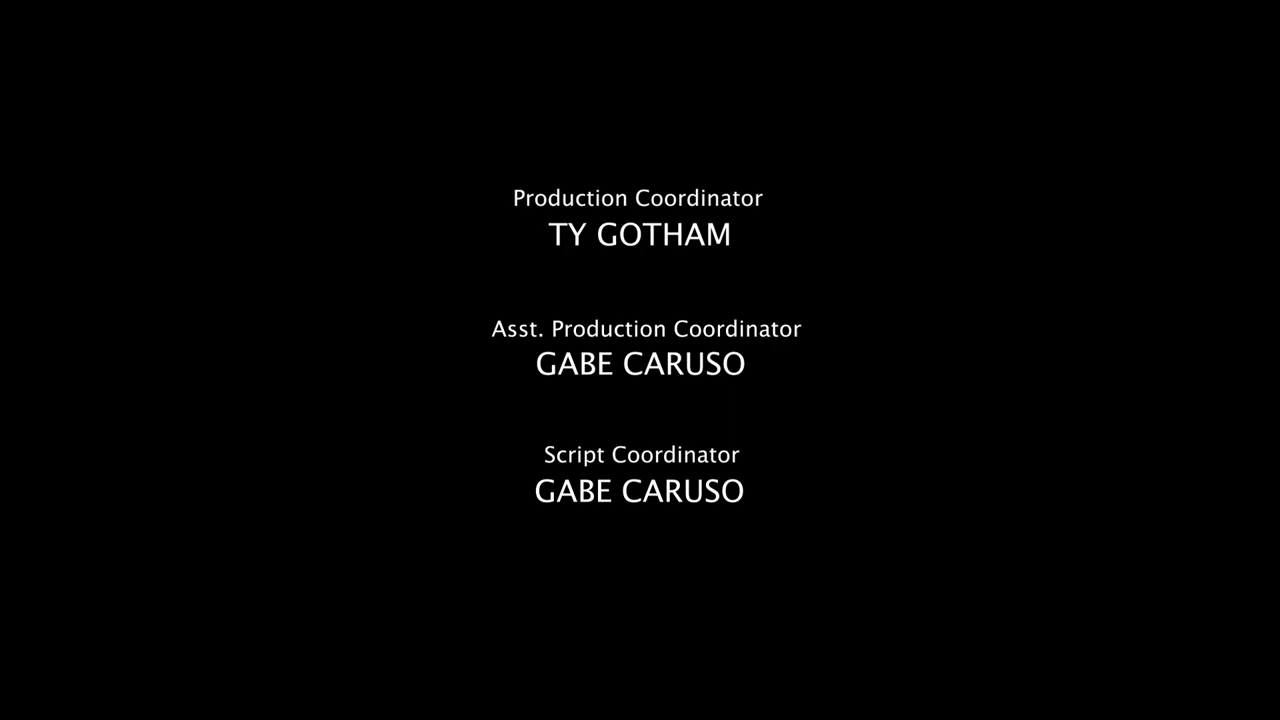 Production Coordinator
TY GOTHAM
Asst. Production Coordinator
GABE CARUSO
Script Coordinator
GABE CARUSO